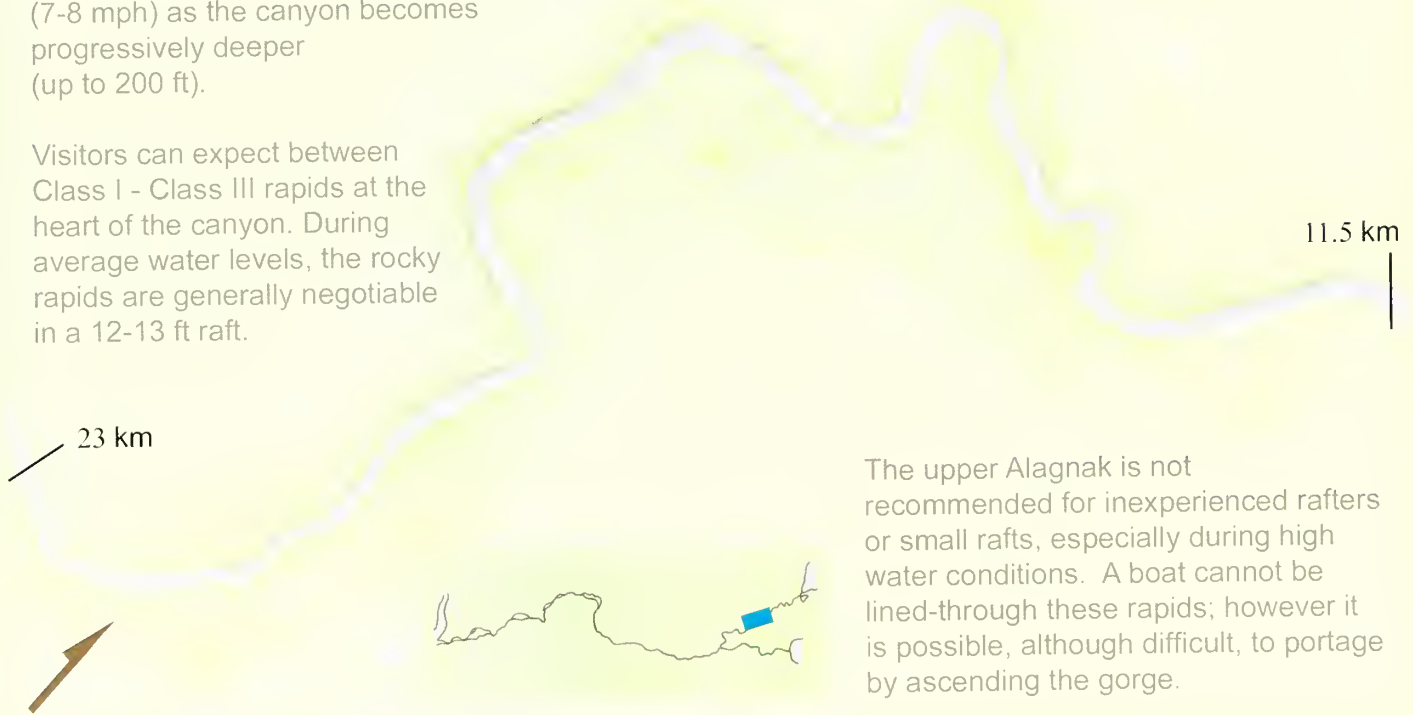 (7-8 mph) as the canyon becomes
progressively deeper
(up to 200 ft).
Visitors can expect between
Class I - Class III rapids at the
heart of the canyon. During
average water levels, the rocky
rapids are generally negotiable
in a 12-13 ft raft.
11.5 km
23 km
The upper Alagnak is not
recommended for inexperienced rafters
or small rafts, especially during high
water conditions. A boat cannot be
lined-through these rapids; however it
is possible, although difficult, to portage
by ascending the gorge.